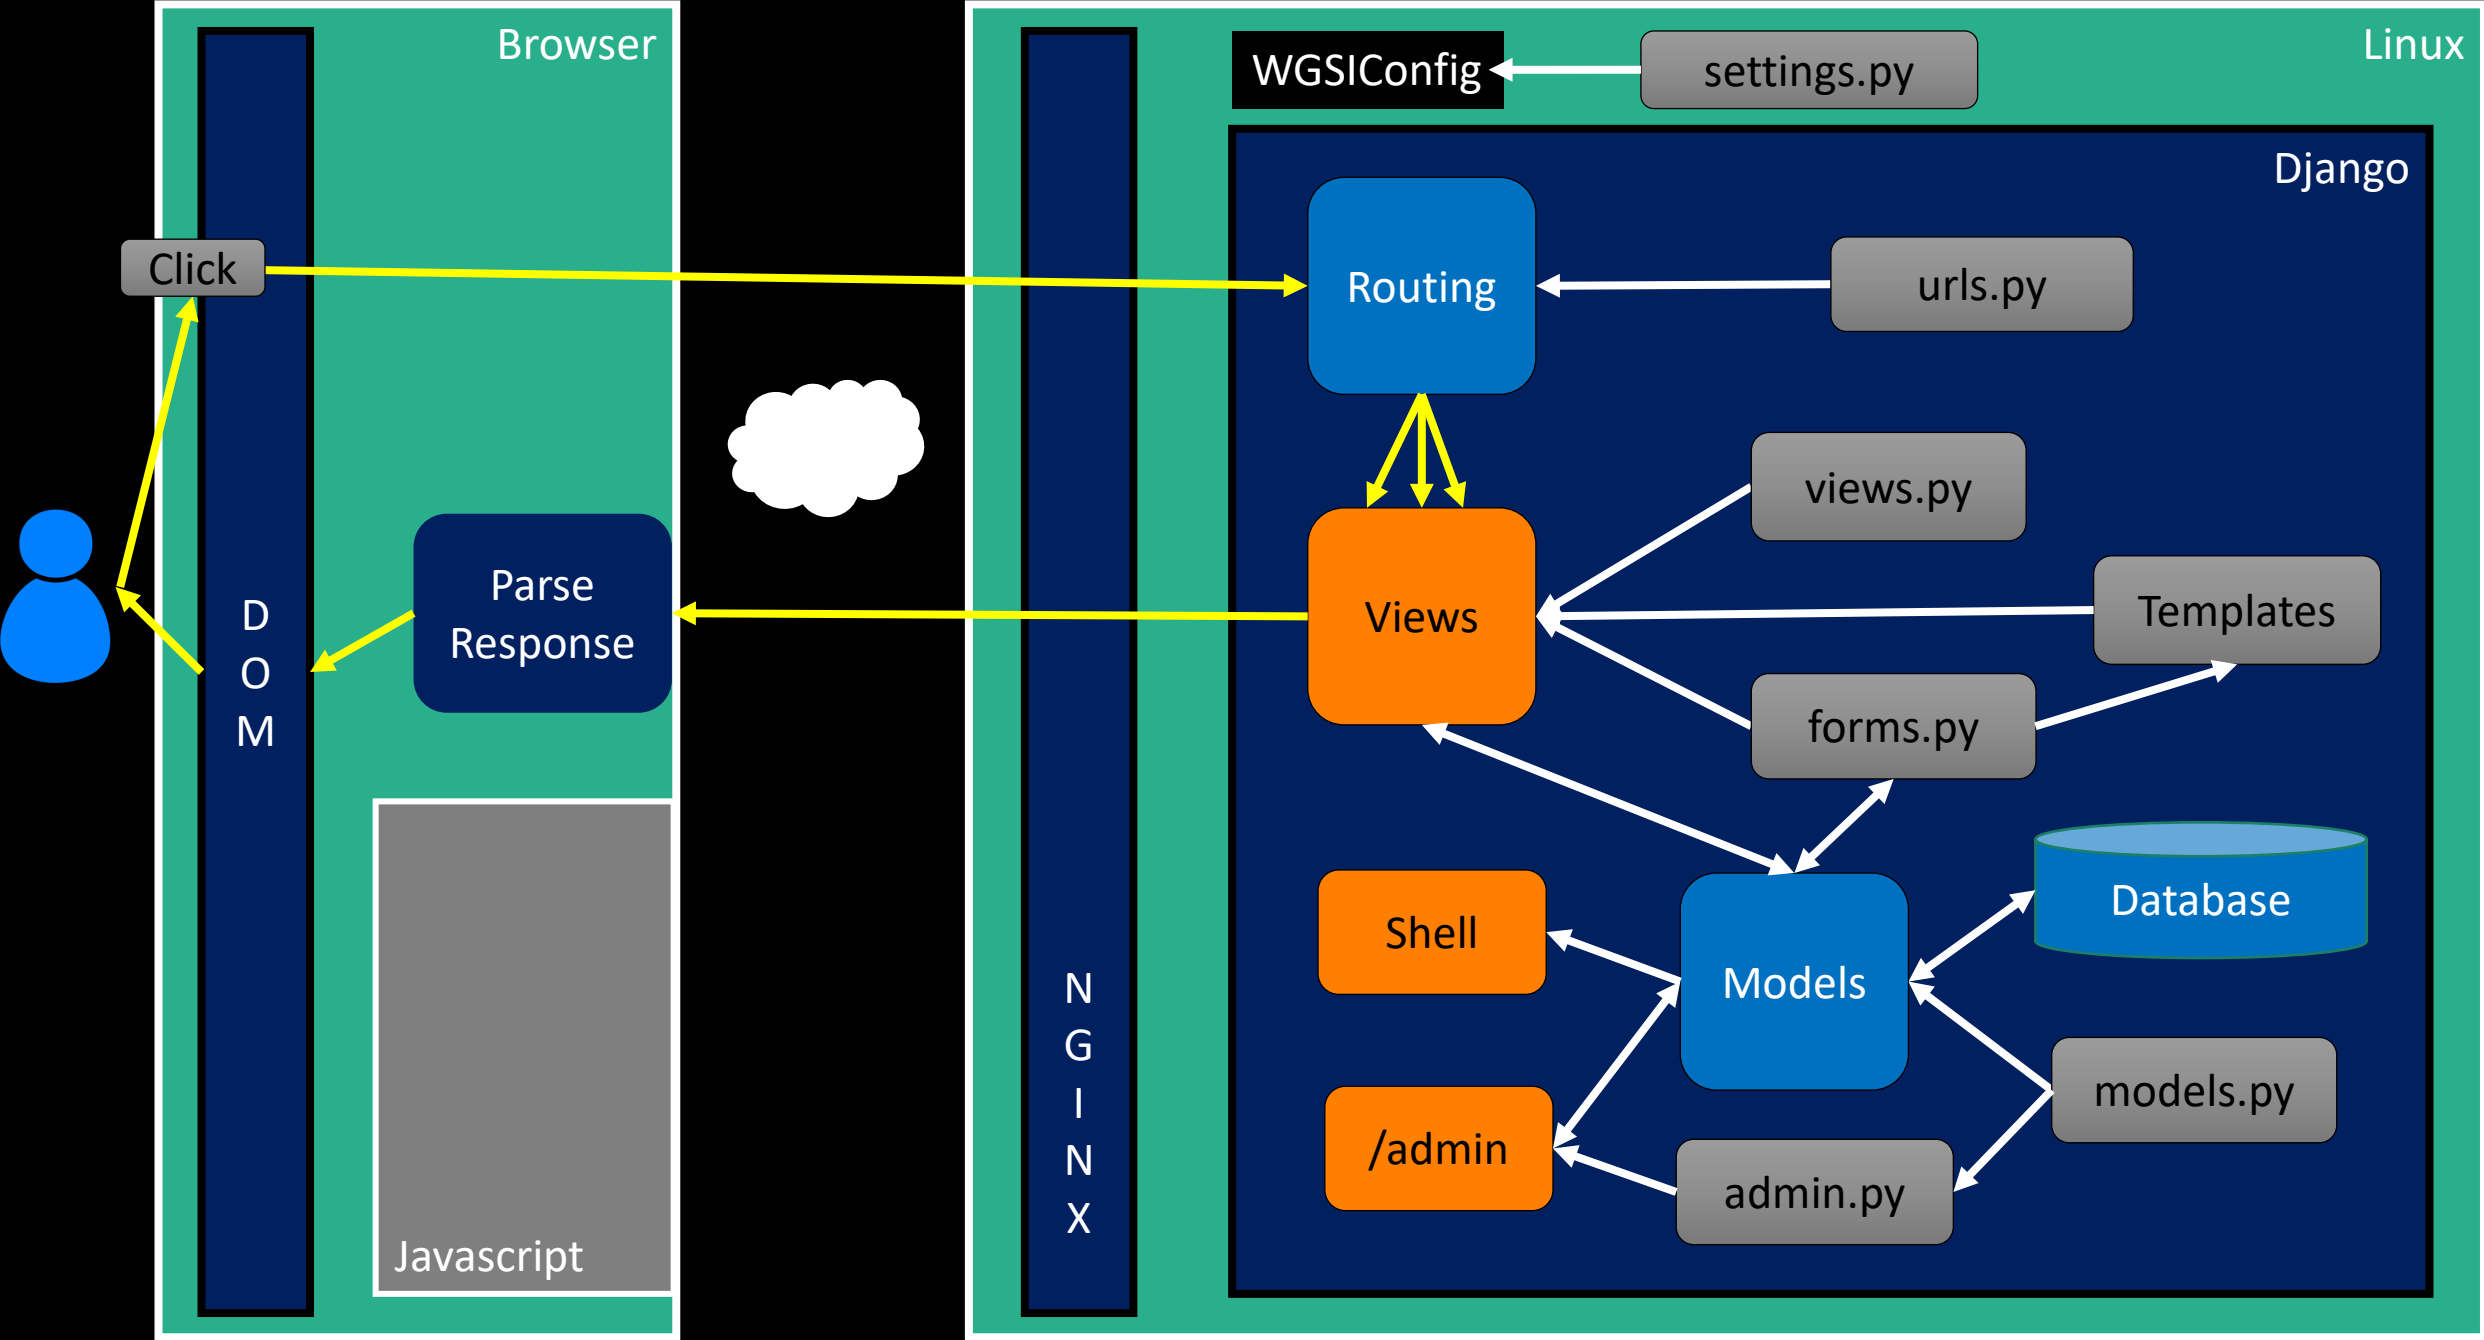 Browser
Linux
WGSIConfig
settings.py
Django
Click
Routing
urls.py
views.py
Parse
Response
D
O
M
Views
Templates
forms.py
Database
Shell
Models
N
G
I
N
X
models.py
/admin
admin.py
Javascript